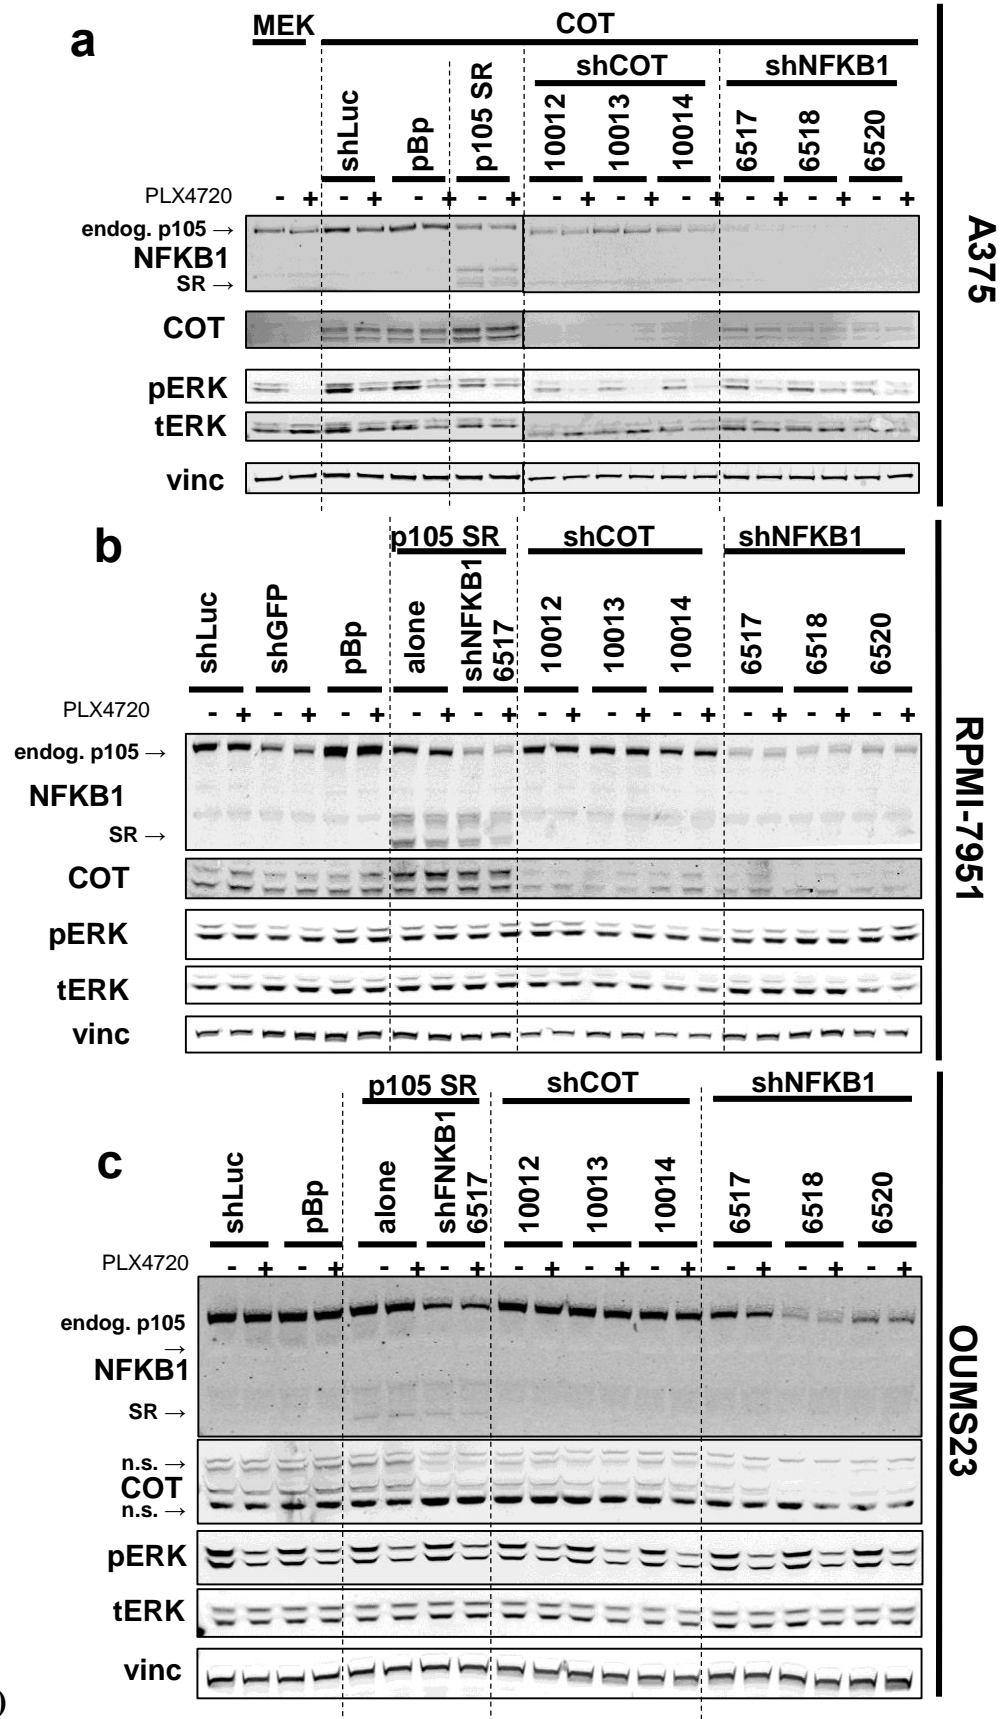 a
MEK COT
shCOT shNFKB1
shLuc pBp p105 SR 10012 10013 10014 6517 6518 6520
PLX4720 - + - + - + - + - + - + - + - + - + - +
endog. p105 →
NFKB1
SR →
COT
pERK
tERK
vinc
A375
b
p105 SR shCOT shNFKB1
shLuc shGFP pBp alone shNFKB1 6517 10012 10013 10014 6517 6518 6520
PLX4720 - + - + - + - + - + - + - + - + - + - + - +
endog. p105 →
NFKB1
SR →
COT
pERK
tERK
vinc
RPMI-7951
c
p105 SR shCOT shNFKB1
shLuc pBp alone shFNKB1 6517 10012 10013 10014 6517 6518 6520
PLX4720 - + - + - + - + - + - + - + - + - + - +
endog. p105
→
NFKB1
SR →
n.s. →
COT
n.s. →
pERK
tERK
vinc
OUMS23
)